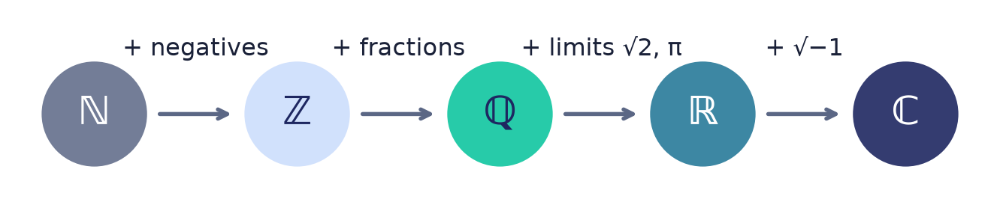 + negatives + fractions + limits √2, π + √−1
ℕ ℤ ℚ ℝ ℂ